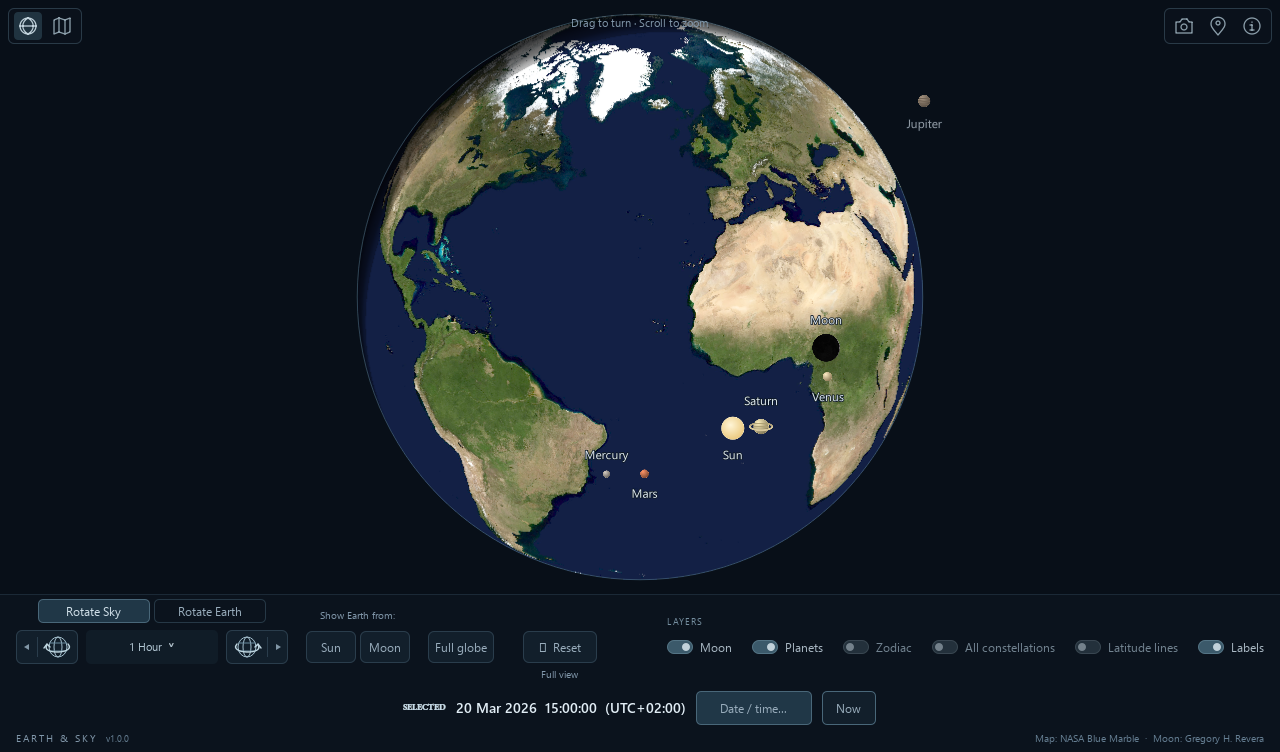 Drag to turn · Scroll to zoom
Jupiter
Moon
Venus
Saturn
Sun
Mercury
Mars
Rotate Sky
Rotate Earth
Show Earth from:
1 Hour
Sun
Moon
Full globe
Reset
Full view
LAYERS
Moon
Planets
Zodiac
All constellations
Latitude lines
Labels
SELECTED 20 Mar 2026 15:00:00 (UTC+02:00)
Date / time...
Now
EARTH & SKY v1.0.0
Map: NASA Blue Marble · Moon: Gregory H. Revera